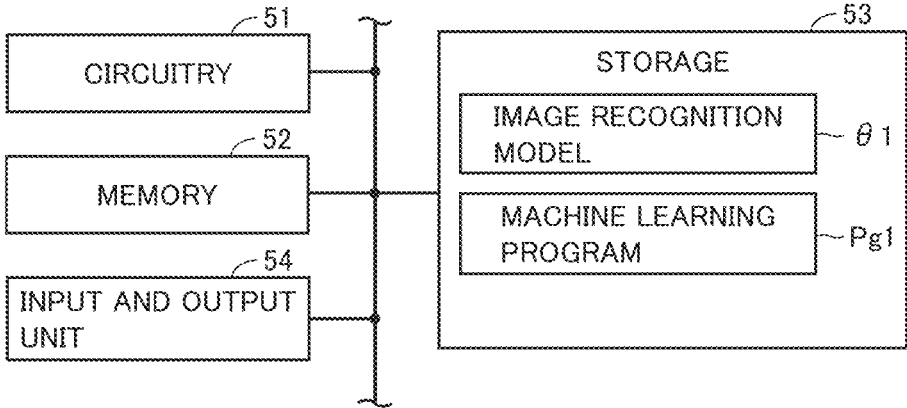 51
CIRCUITRY
52
MEMORY
54
INPUT AND OUTPUT
UNIT
53
STORAGE
IMAGE RECOGNITION
MODEL
θ1
MACHINE LEARNING
PROGRAM
Pg1